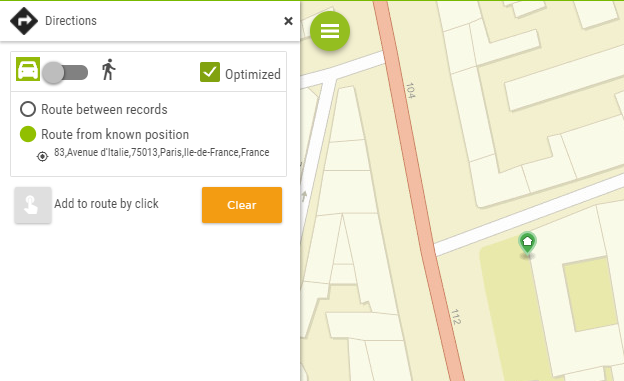 Directions
Optimized
Route between records
Route from known position
83,Avenue d'Italie,75013,Paris,Ile-de-France,France
Add to route by click
Clear
104
112